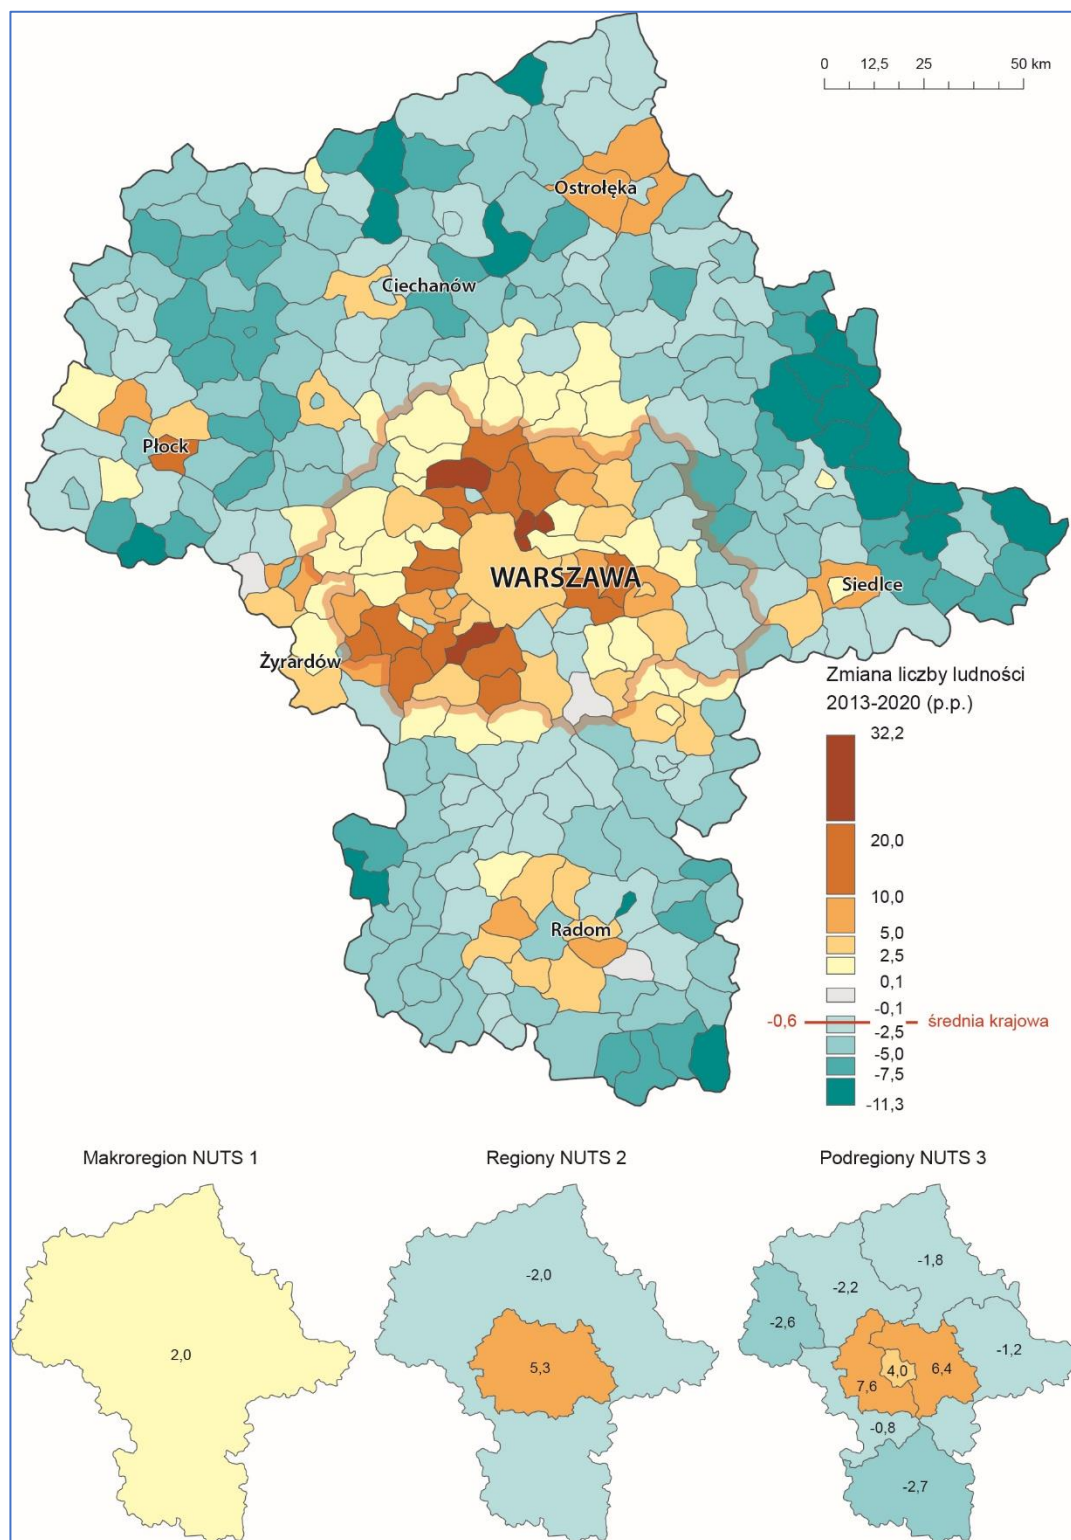 0 12,5 25 50 km
Ostrołęka
Ciechanów
Płock
WARSZAWA
Siedlce
Żyrardów
Radom
Zmiana liczby ludności
2013-2020 (p.p.)
32,2
20,0
10,0
5,0
2,5
0,1
-0,1
-0,6 średnia krajowa
-2,5
-5,0
-7,5
-11,3
Makroregion NUTS 1
2,0
Regiony NUTS 2
-2,0
5,3
Podregiony NUTS 3
-1,8
-2,2
-2,6
-1,2
4,0
6,4
7,6
-0,8
-2,7